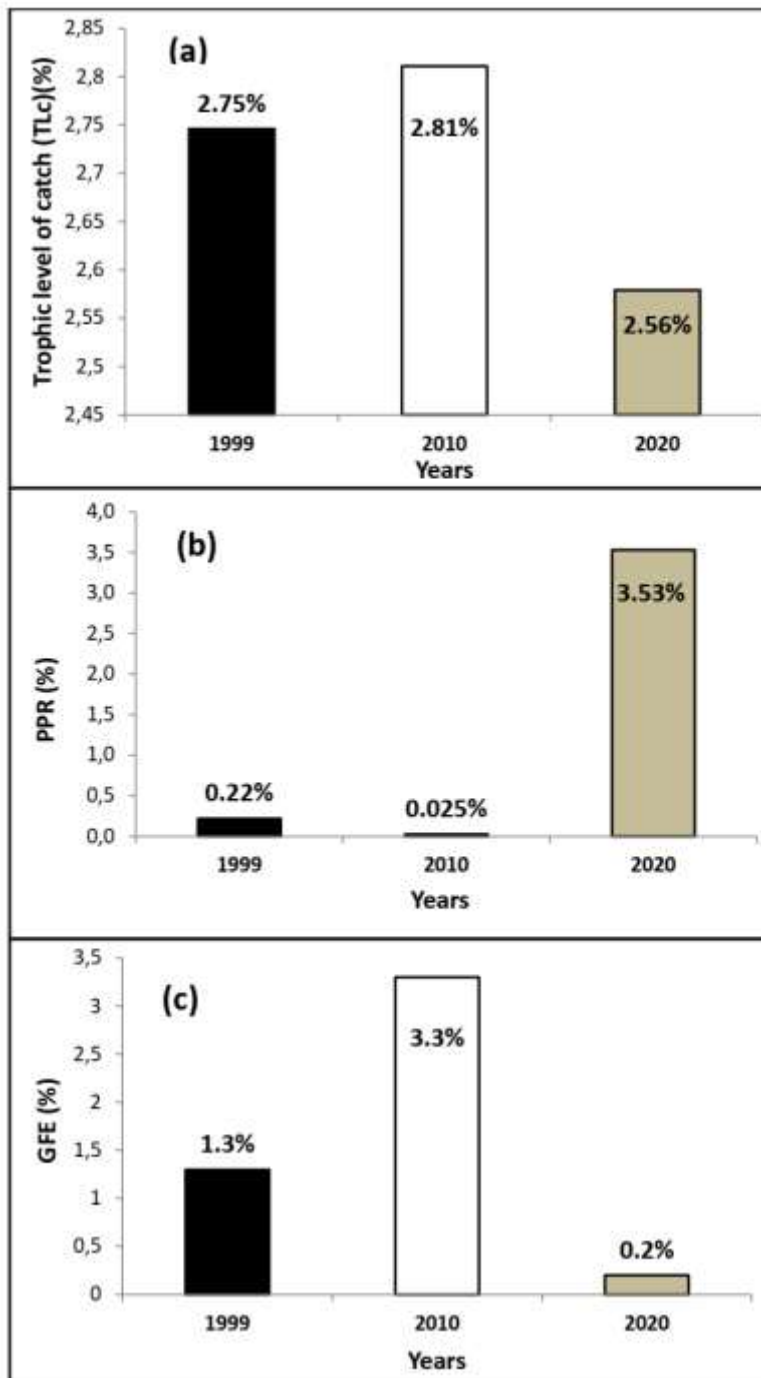 (a)
Trophic level of catch (TLc)(%)
2,85
2,8
2,75
2,7
2,65
2,6
2,55
2,5
2,45
2.75%
2.81%
2.56%
1999 2010 2020
Years
(b)
PPR (%)
4,0
3,5
3,0
2,5
2,0
1,5
1,0
0,5
0,0
0.22%
0.025%
3.53%
1999 2010 2020
Years
(c)
GFE (%)
3,5
3
2,5
2
1,5
1
0,5
0
1.3%
3.3%
0.2%
1999 2010 2020
Years